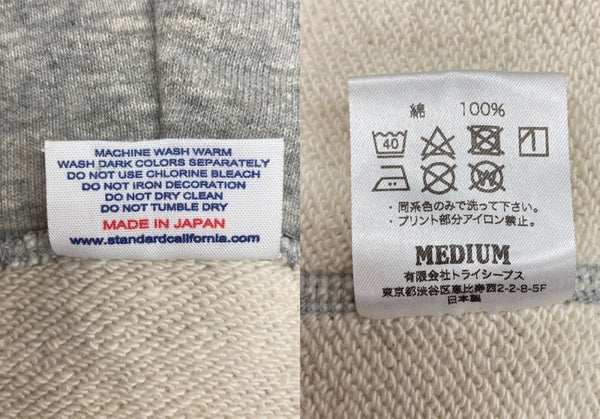 MACHINE WASH WARM
WASH DARK COLORS SEPARATELY
DO NOT USE CHLORINE BLEACH
DO NOT IRON DECORATION
DO NOT DRY CLEAN
DO NOT TUMBLE DRY
MADE IN JAPAN
www.standardcalifornia.com
綿 100%
40
W
・同系色のみで洗って下さい。
・プリント部分アイロン禁止。
MEDIUM
有限会社トライシープス
東京都渋谷区恵比寿西2-2-8-5F
日本製